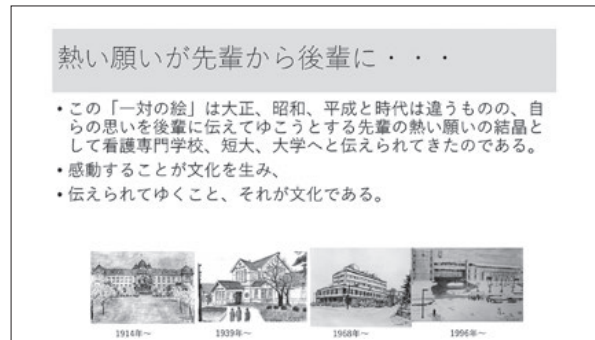 熱い願いが先輩から後輩に・・・
• この「一対の絵」は大正、昭和、平成と時代は違うものの、自
らの思いを後輩に伝えてゆこうとする先輩の熱い願いの結晶と
して看護専門学校、短大、大学へと伝えられてきたのである。
• 感動することが文化を生み、
• 伝えられてゆくこと、それが文化である。
1914年～ 1939年～ 1968年～ 1996年～